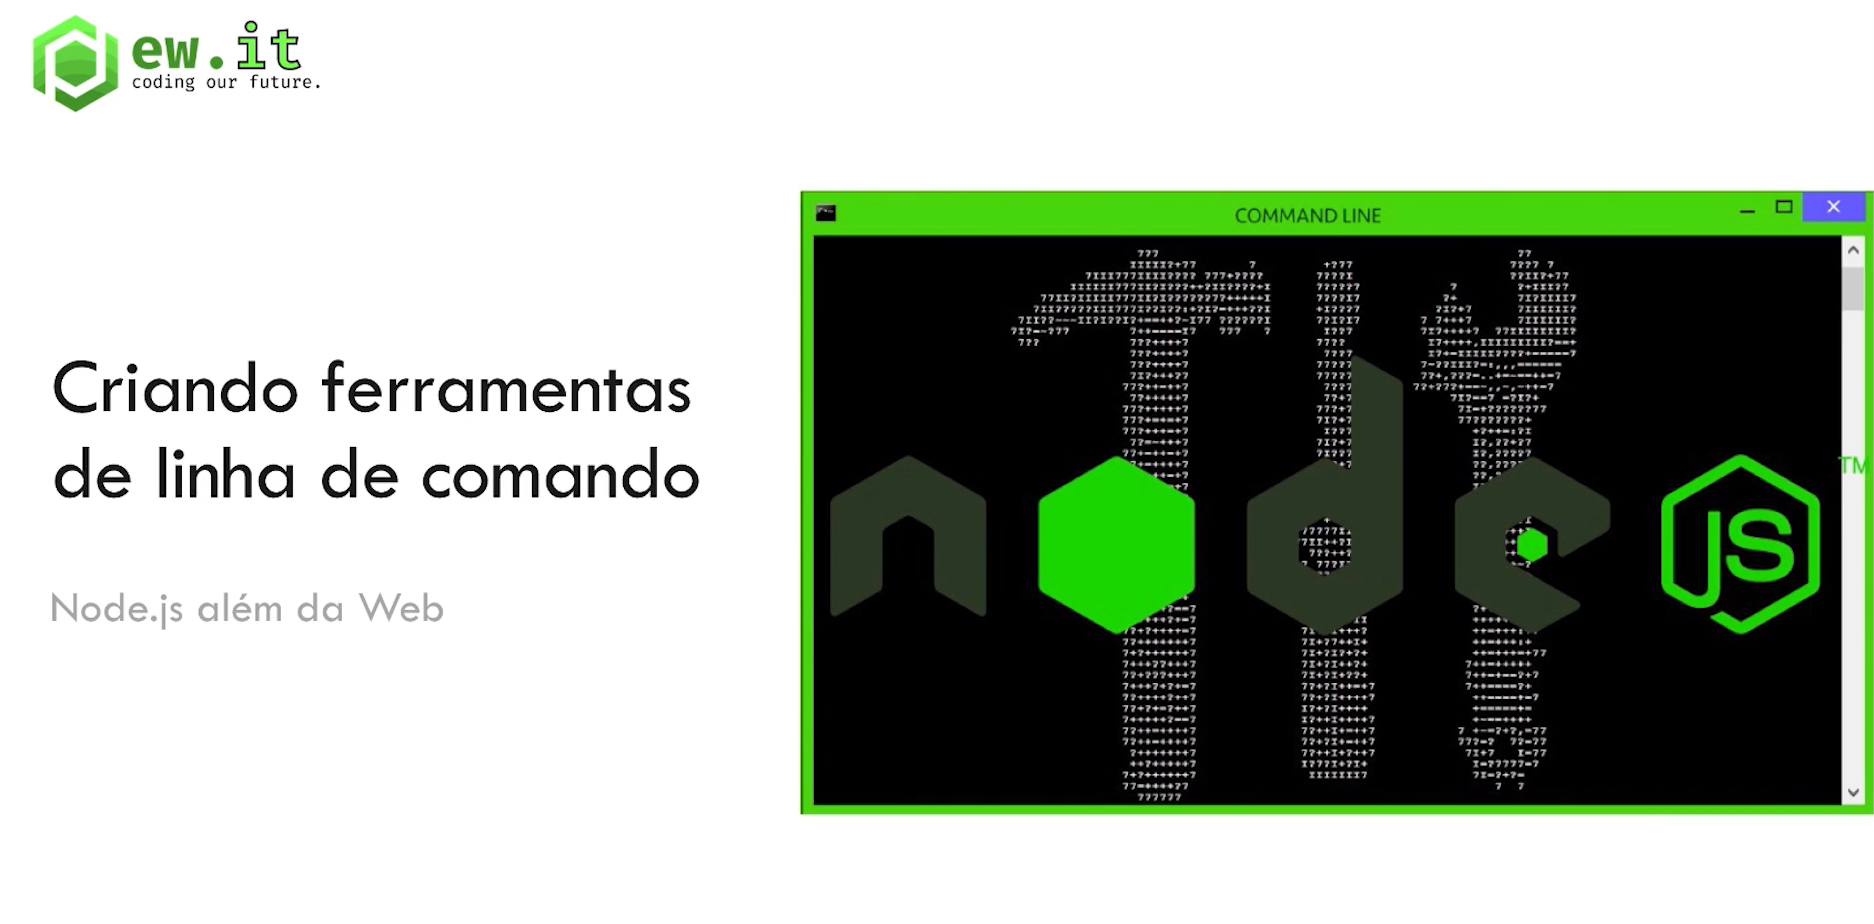 ew.it
coding our future.
COMMAND LINE
Criando ferramentas
de linha de comando
node
JS
TM
Node.js além da Web